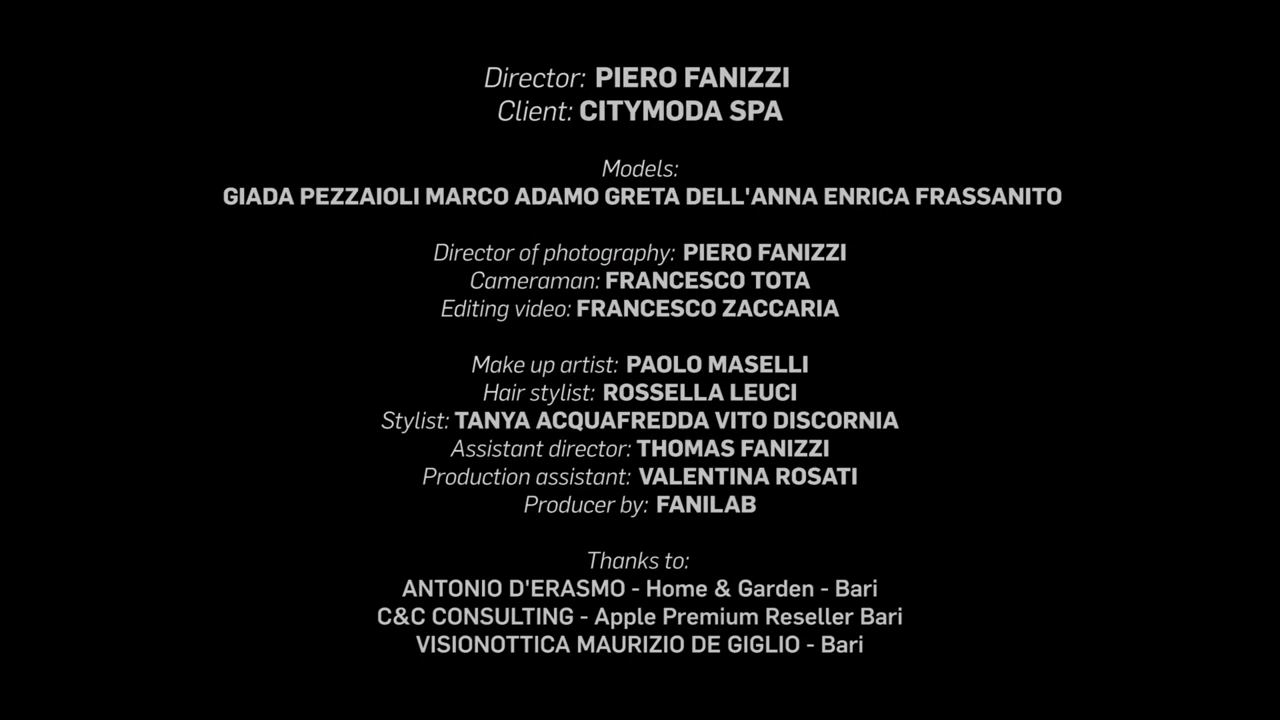 Director: PIERO FANIZZI
Client: CITYMODA SPA
Models:
GIADA PEZZAIOLI MARCO ADAMO GRETA DELL'ANNA ENRICA FRASSANITO
Director of photography: PIERO FANIZZI
Cameraman: FRANCESCO TOTA
Editing video: FRANCESCO ZACCARIA
Make up artist: PAOLO MASELLI
Hair stylist: ROSSELLA LEUCI
Stylist: TANYA ACQUAFREDDA VITO DISCORNIA
Assistant director: THOMAS FANIZZI
Production assistant: VALENTINA ROSATI
Producer by: FANILAB
Thanks to:
ANTONIO D'ERASMO - Home & Garden - Bari
C&C CONSULTING - Apple Premium Reseller Bari
VISIONOTTICA MAURIZIO DE GIGLIO - Bari